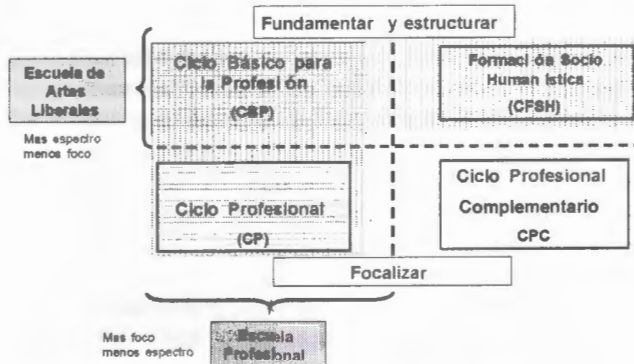 Fundamentar y estructurar
Escuela de
Artes
Liberales
Mas espectro
menos foco
Ciclo Básico para
la Profesión
(CBP)
Formación Socio
Humanistica
(CFSH)
Ciclo Profesional
(CP)
Ciclo Profesional
Complementario
CPC
Focalizar
Mas foco
menos espectro
Escuela
Profesional